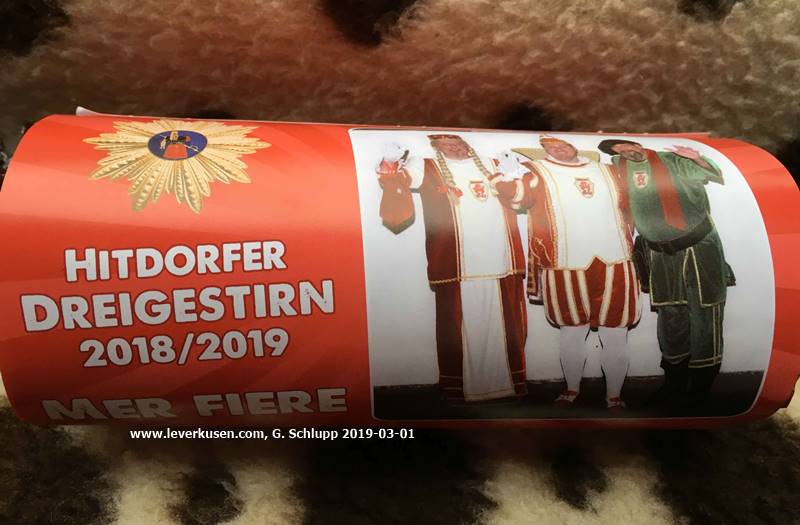 HITDORFER
DREIGESTIRN
2018/2019
MER FIERE
www.leverkusen.com, G. Schlupp 2019-03-01